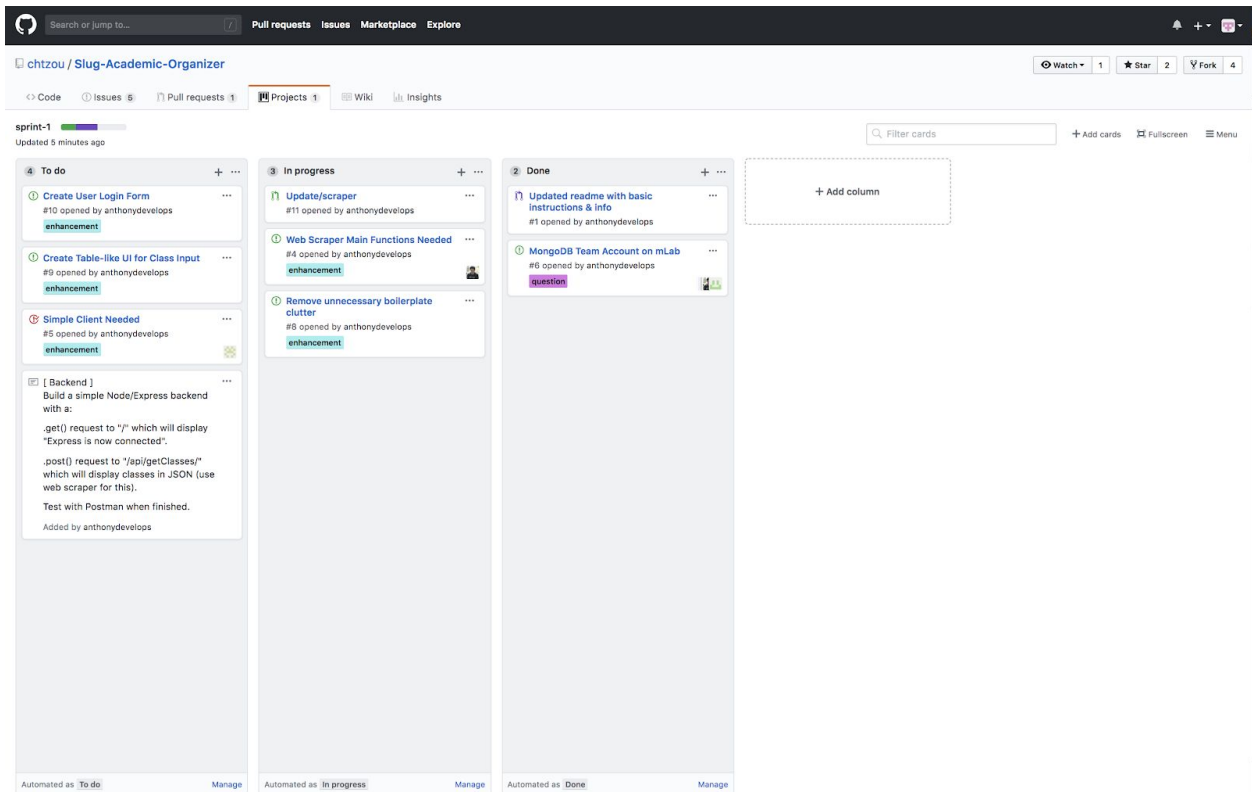 Search or jump to... /
Pull requests Issues Marketplace Explore
chtzou / Slug-Academic-Organizer
Watch 1 Star 2 Fork 4
Code Issues 5 Pull requests 1 Projects 1 Wiki Insights
sprint-1
Updated 5 minutes ago
Filter cards
Add cards Fullscreen Menu
4 To do
Create User Login Form
#10 opened by anthonydevelops
enhancement
Create Table-like UI for Class Input
#9 opened by anthonydevelops
enhancement
Simple Client Needed
#5 opened by anthonydevelops
enhancement
[ Backend ]
Build a simple Node/Express backend
with a:
.get() request to "/" which will display
"Express is now connected".
.post() request to "/api/getClasses/"
which will display classes in JSON (use
web scraper for this).
Test with Postman when finished.
Added by anthonydevelops
Automated as To do Manage
3 In progress
Update/scraper
#11 opened by anthonydevelops
Web Scraper Main Functions Needed
#4 opened by anthonydevelops
enhancement
Remove unnecessary boilerplate
clutter
#8 opened by anthonydevelops
enhancement
Automated as In progress Manage
2 Done
Updated readme with basic
instructions & info
#1 opened by anthonydevelops
MongoDB Team Account on mLab
#6 opened by anthonydevelops
question
Automated as Done Manage
+ Add column